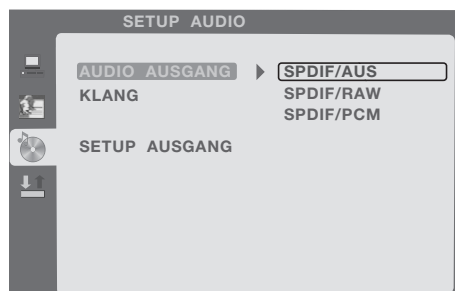 SETUP AUDIO
AUDIO AUSGANG SPDIF/AUS
KLANG SPDIF/RAW
SPDIF/PCM
SETUP AUSGANG